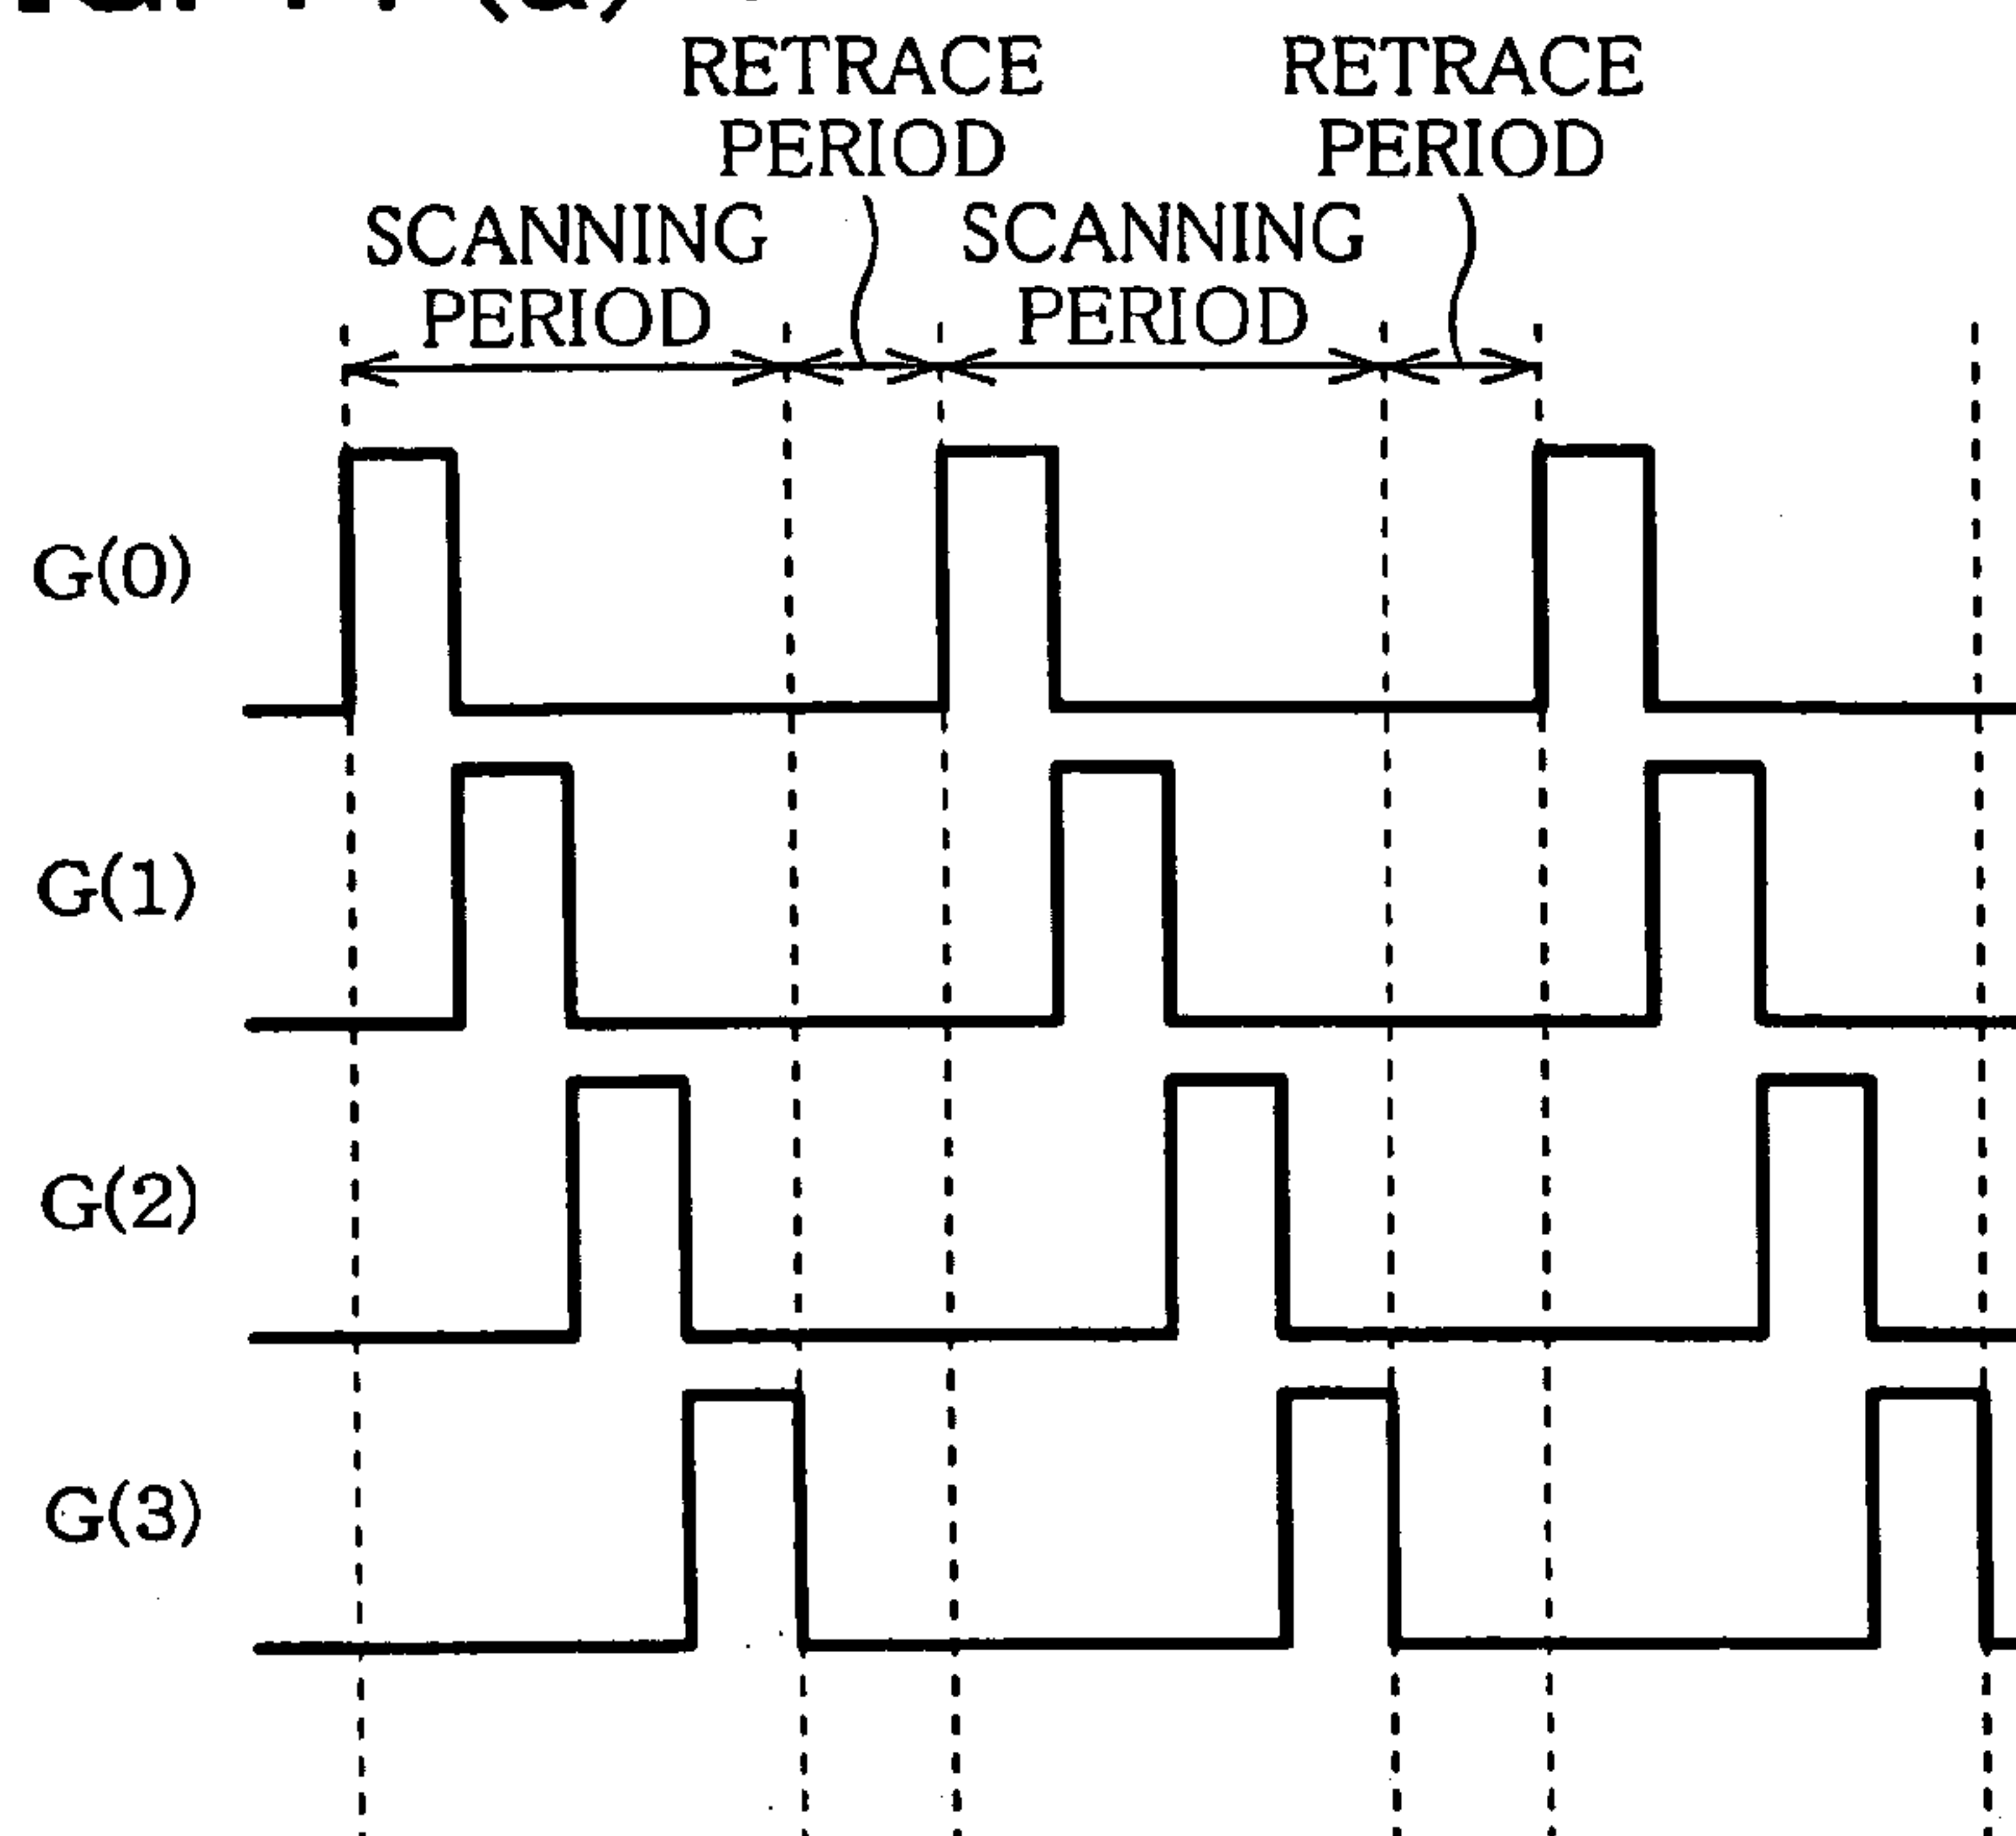 RETRACE PERIOD
RETRACE PERIOD
SCANNING PERIOD
SCANNING PERIOD
G(0)
G(1)
G(2)
G(3)